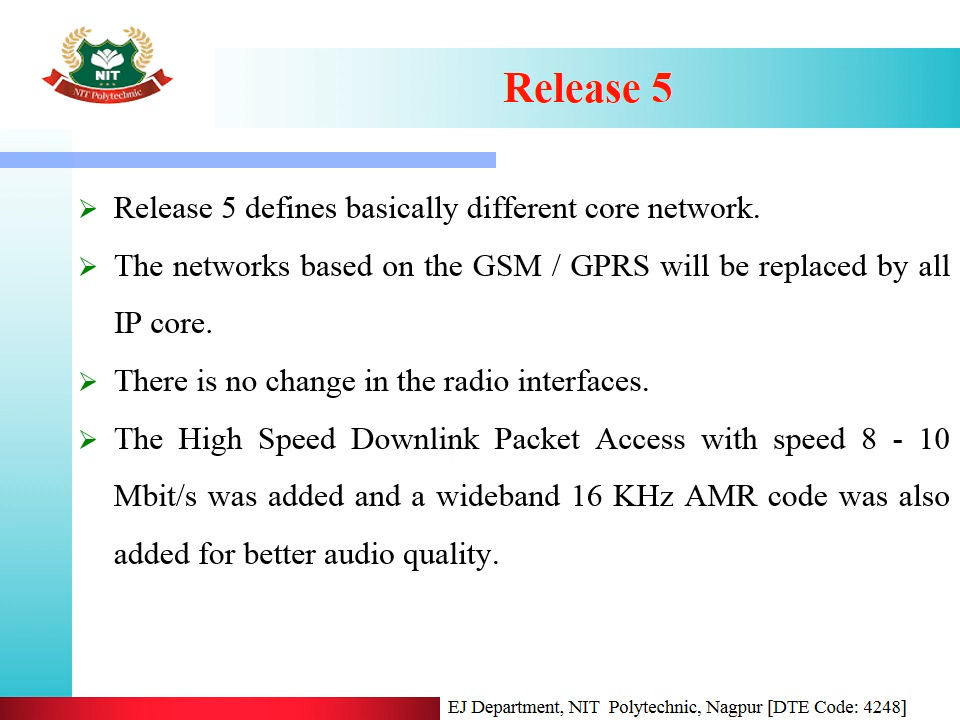 NIT
NIT Polytechnic
Release 5
Release 5 defines basically different core network.
The networks based on the GSM / GPRS will be replaced by all
IP core.
There is no change in the radio interfaces.
The High Speed Downlink Packet Access with speed 8 - 10
Mbit/s was added and a wideband 16 KHz AMR code was also
added for better audio quality.
EJ Department, NIT Polytechnic, Nagpur [DTE Code: 4248]